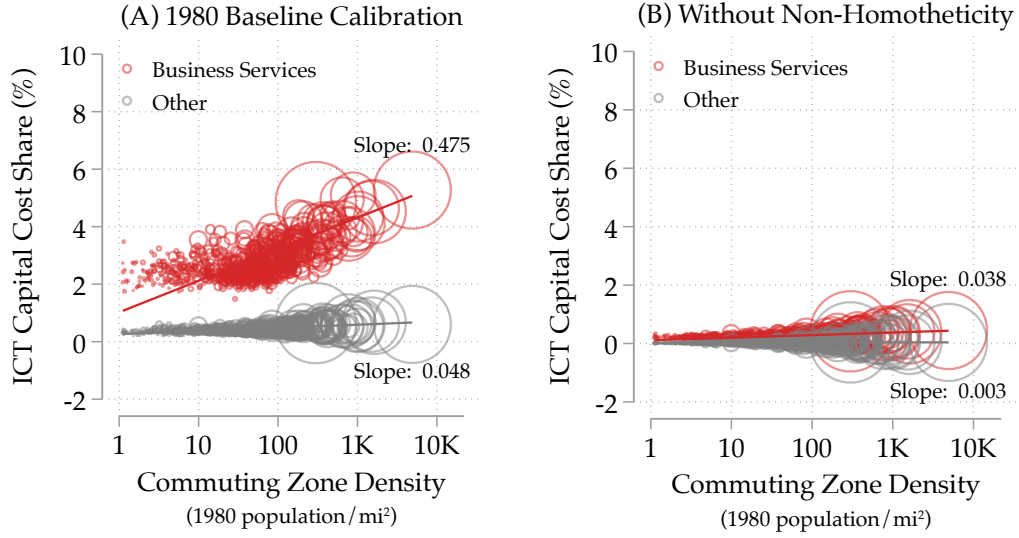 (A) 1980 Baseline Calibration
ICT Capital Cost Share (%)
10
8
6
4
2
0
-2
Business Services
Other
Slope: 0.475
Slope: 0.048
1
10
100
1K
10K
Commuting Zone Density
(1980 population/mi²)
(B) Without Non-Homotheticity
ICT Capital Cost Share (%)
10
8
6
4
2
0
-2
Business Services
Other
Slope: 0.038
Slope: 0.003
1
10
100
1K
10K
Commuting Zone Density
(1980 population/mi²)